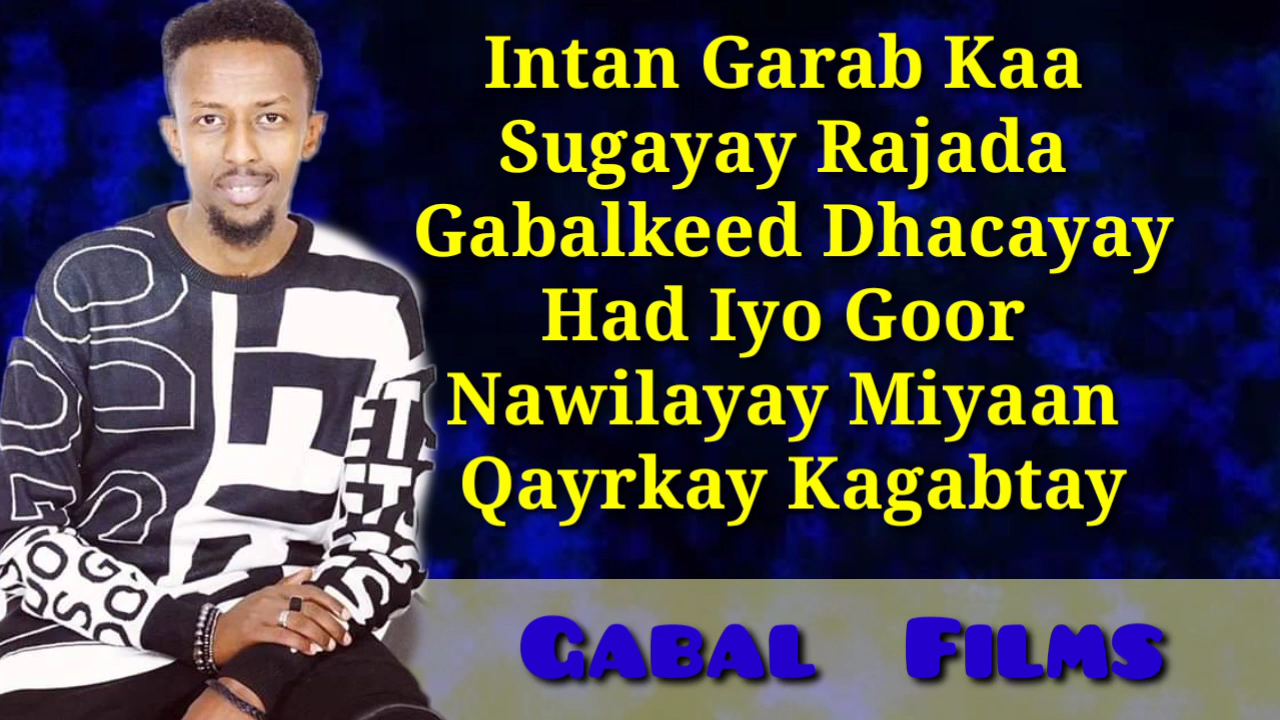 Intan Garab Kaa
Sugayay Rajada
Gabalkeed Dhacayay
Had Iyo Goor
Nawilayay Miyaan
Qayrkay Kagabtay
Gabal Films